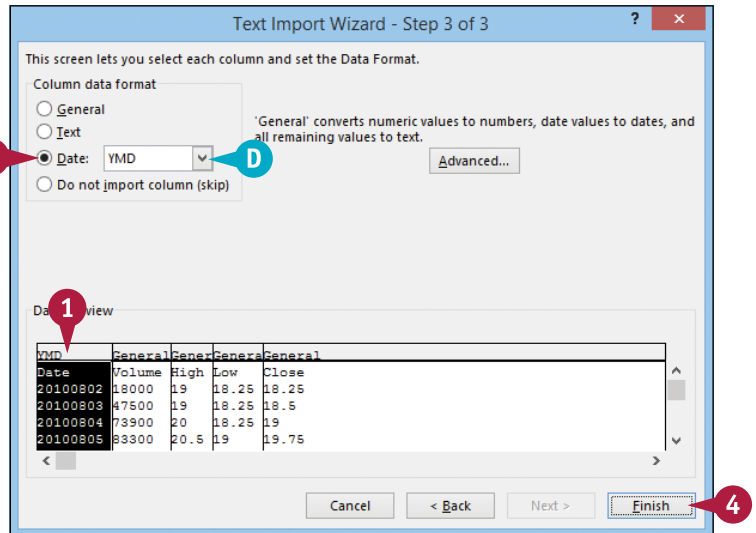 Text Import Wizard - Step 3 of 3
? ×
This screen lets you select each column and set the Data Format.
Column data format
General
Text
Date: YMD
D
Do not import column (skip)
'General' converts numeric values to numbers, date values to dates, and
all remaining values to text.
Advanced...
1
YMD General Gener Genera General
Date Volume High Low Close
20100802 18000 19 18.25 18.25
20100803 47500 19 18.25 18.5
20100804 73900 20 18.25 19
20100805 83300 20.5 19 19.75
Cancel < Back Next > Finish
4